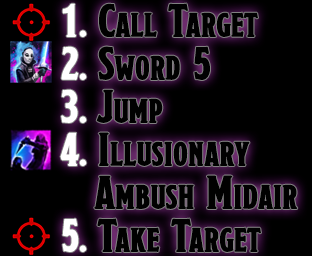 1. Call Target
2. Sword 5
3. Jump
4. Illusionary
Ambush Midair
5. Take Target